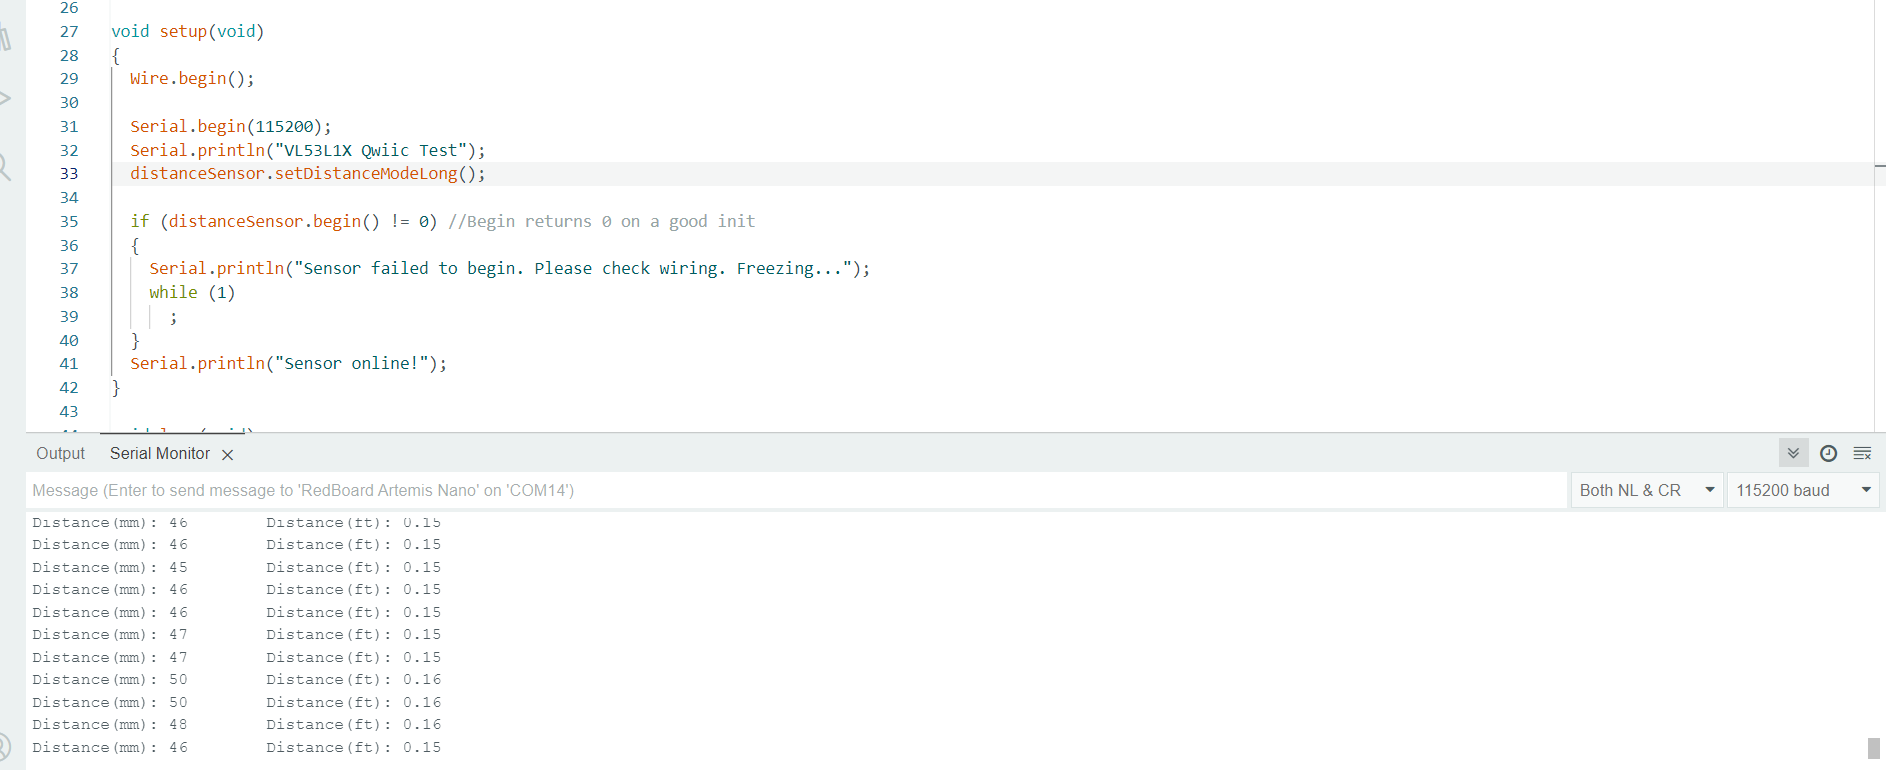 26
27 void setup(void)
28 {
29 Wire.begin();
30
31 Serial.begin(115200);
32 Serial.println("VL53L1X Qwiic Test");
33 distanceSensor.setDistanceModeLong();
34
35 if (distanceSensor.begin() != 0) //Begin returns 0 on a good init
36 {
37 Serial.println("Sensor failed to begin. Please check wiring. Freezing...");
38 while (1)
39 ;
40 }
41 Serial.println("Sensor online!");
42 }
43
Output Serial Monitor
Message (Enter to send message to 'RedBoard Artemis Nano' on 'COM14') Both NL & CR 115200 baud
Distance(mm): 46 Distance(ft): 0.15
Distance(mm): 46 Distance(ft): 0.15
Distance(mm): 45 Distance(ft): 0.15
Distance(mm): 46 Distance(ft): 0.15
Distance(mm): 46 Distance(ft): 0.15
Distance(mm): 47 Distance(ft): 0.15
Distance(mm): 47 Distance(ft): 0.15
Distance(mm): 50 Distance(ft): 0.16
Distance(mm): 50 Distance(ft): 0.16
Distance(mm): 48 Distance(ft): 0.16
Distance(mm): 46 Distance(ft): 0.15